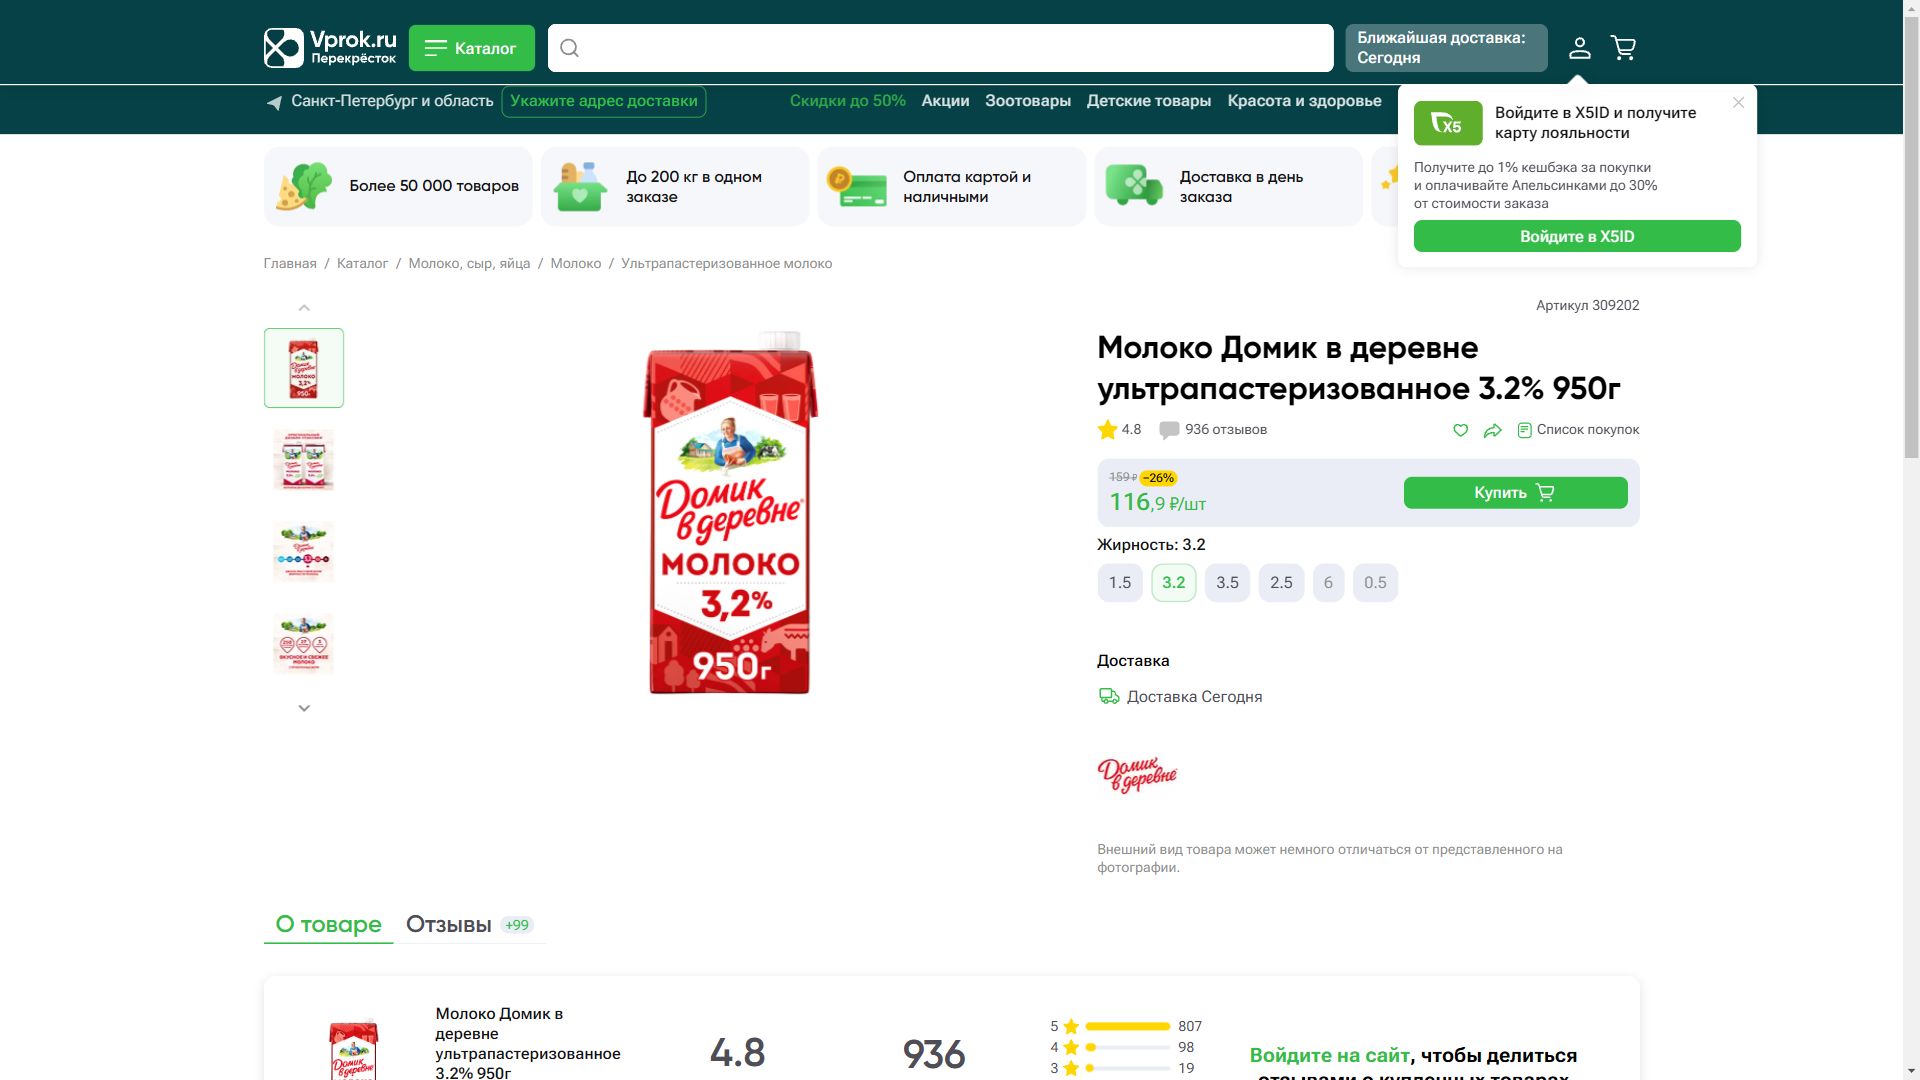 Vprok.ru
Перекрёсток
Каталог
Ближайшая доставка:
Сегодня
Санкт-Петербург и область
Укажите адрес доставки
Скидки до 50%
Акции
Зоотовары
Детские товары
Красота и здоровье
X5
Войдите в X5ID и получите
карту лояльности
Получите до 1% кешбэка за покупки
и оплачивайте Апельсинками до 30%
от стоимости заказа
Войдите в X5ID
Более 50 000 товаров
До 200 кг в одном
заказе
Оплата картой и
наличными
Доставка в день
заказа
Главная / Каталог / Молоко, сыр, яйца / Молоко / Ультрапастеризованное молоко
Артикул 309202
Домик
в деревне
МОЛОКО
3,2%
950г
Молоко Домик в деревне
ультрапастеризованное 3.2% 950г
4.8
936 отзывов
Список покупок
159 ₽ −26%
116,9 ₽/шт
Купить
Жирность: 3.2
1.5
3.2
3.5
2.5
6
0.5
Доставка
Доставка Сегодня
Домик
в деревне
Внешний вид товара может немного отличаться от представленного на
фотографии.
О товаре
Отзывы +99
Молоко Домик в
деревне
ультрапастеризованное
3.2% 950г
4.8
936
5 807
4 98
3 19
Войдите на сайт, чтобы делиться
отзывами о купленных товарах